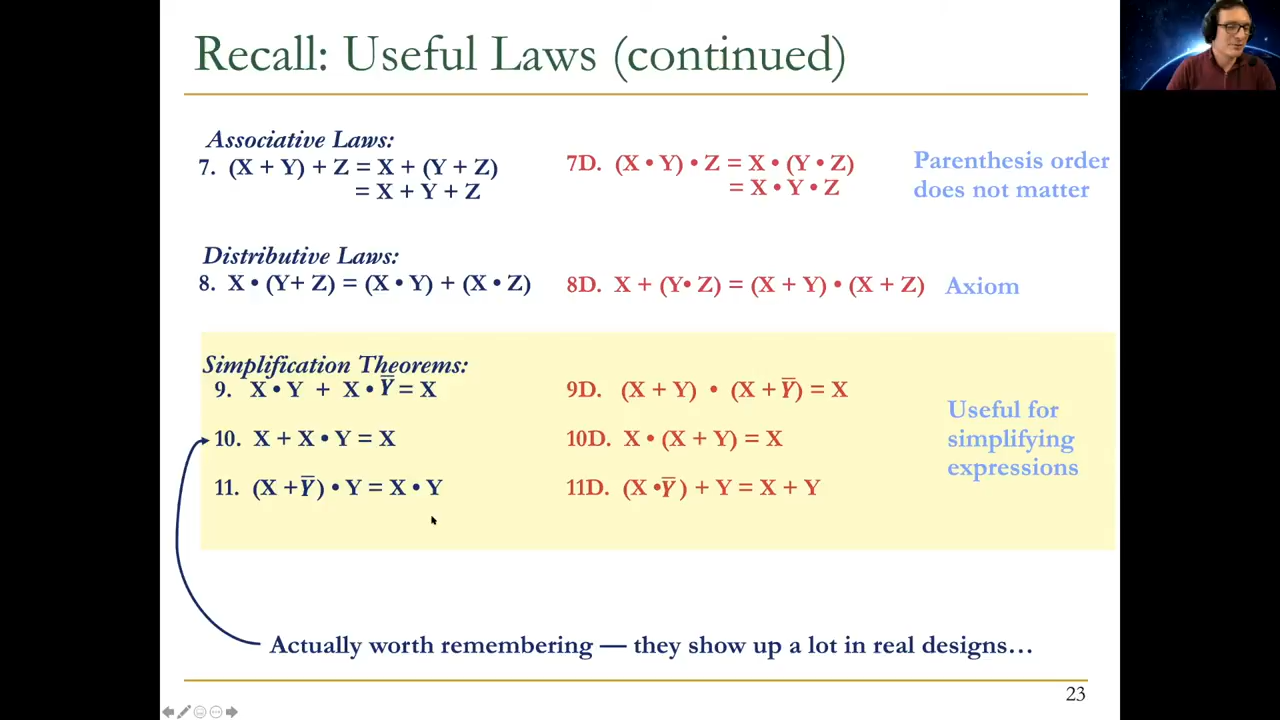 Recall: Useful Laws (continued)
Associative Laws:
7. (X + Y) + Z = X + (Y + Z)
= X + Y + Z
7D. (X • Y) • Z = X • (Y • Z)
= X • Y • Z
Parenthesis order
does not matter
Distributive Laws:
8. X • (Y+ Z) = (X • Y) + (X • Z)
8D. X + (Y• Z) = (X + Y) • (X + Z)
Axiom
Simplification Theorems:
9. X • Y + X • Y̅ = X
9D. (X + Y) • (X + Y̅) = X
10. X + X • Y = X
10D. X • (X + Y) = X
11. (X + Y̅) • Y = X • Y
11D. (X • Y̅) + Y = X + Y
Useful for
simplifying
expressions
Actually worth remembering — they show up a lot in real designs…
23